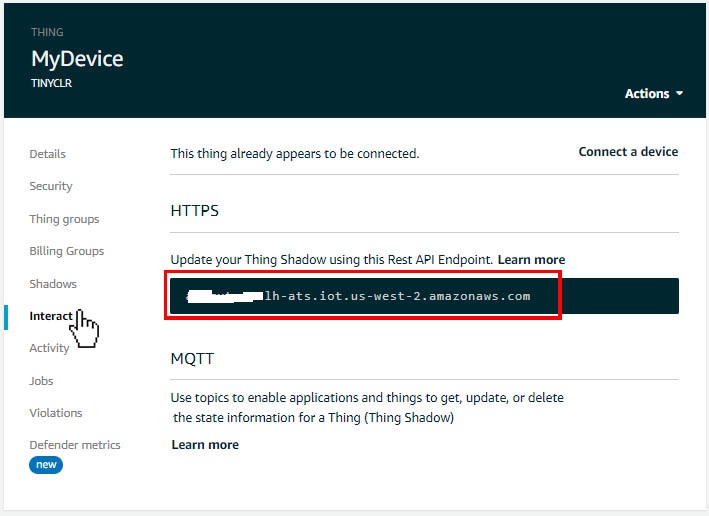 THING
MyDevice
TINYCLR
Actions
Details
Security
Thing groups
Billing Groups
Shadows
Interact
Activity
Jobs
Violations
Defender metrics
new
This thing already appears to be connected.
Connect a device
HTTPS
Update your Thing Shadow using this Rest API Endpoint. Learn more
lh-ats.iot.us-west-2.amazonaws.com
MQTT
Use topics to enable applications and things to get, update, or delete
the state information for a Thing (Thing Shadow)
Learn more